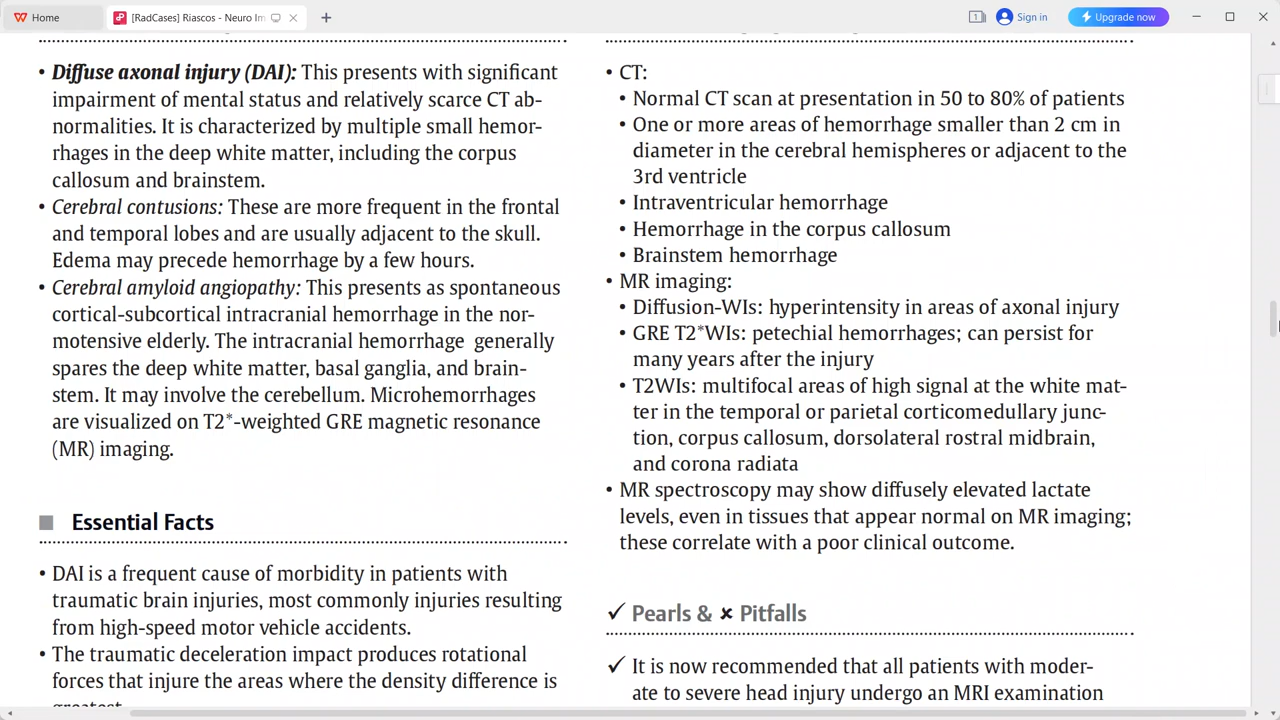 Home
[RadCases] Riascos - Neuro Im
Sign in
Upgrade now
• Diffuse axonal injury (DAI): This presents with significant
impairment of mental status and relatively scarce CT ab-
normalities. It is characterized by multiple small hemor-
rhages in the deep white matter, including the corpus
callosum and brainstem.
• Cerebral contusions: These are more frequent in the frontal
and temporal lobes and are usually adjacent to the skull.
Edema may precede hemorrhage by a few hours.
• Cerebral amyloid angiopathy: This presents as spontaneous
cortical-subcortical intracranial hemorrhage in the nor-
motensive elderly. The intracranial hemorrhage generally
spares the deep white matter, basal ganglia, and brain-
stem. It may involve the cerebellum. Microhemorrhages
are visualized on T2*-weighted GRE magnetic resonance
(MR) imaging.
Essential Facts
• DAI is a frequent cause of morbidity in patients with
traumatic brain injuries, most commonly injuries resulting
from high-speed motor vehicle accidents.
• The traumatic deceleration impact produces rotational
forces that injure the areas where the density difference is
greatest.
• CT:
• Normal CT scan at presentation in 50 to 80% of patients
• One or more areas of hemorrhage smaller than 2 cm in
diameter in the cerebral hemispheres or adjacent to the
3rd ventricle
• Intraventricular hemorrhage
• Hemorrhage in the corpus callosum
• Brainstem hemorrhage
• MR imaging:
• Diffusion-WIs: hyperintensity in areas of axonal injury
• GRE T2*WIs: petechial hemorrhages; can persist for
many years after the injury
• T2WIs: multifocal areas of high signal at the white mat-
ter in the temporal or parietal corticomedullary junc-
tion, corpus callosum, dorsolateral rostral midbrain,
and corona radiata
• MR spectroscopy may show diffusely elevated lactate
levels, even in tissues that appear normal on MR imaging;
these correlate with a poor clinical outcome.
✓ Pearls & ✗ Pitfalls
✓ It is now recommended that all patients with moder-
ate to severe head injury undergo an MRI examination